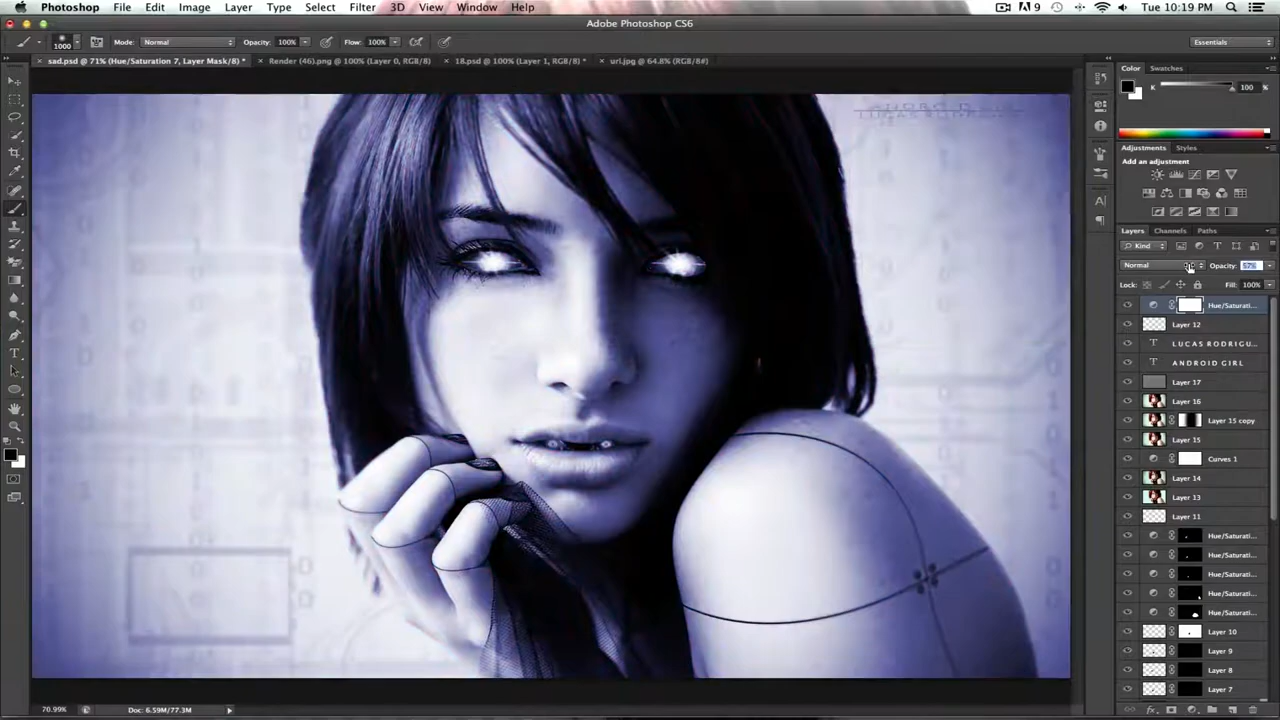 Photoshop File Edit Image Layer Type Select Filter 3D View Window Help 9 Tue 10:19 PM
Adobe Photoshop CS6
1000 Mode: Normal Opacity: 100% Flow: 100% Essentials
sad.psd @ 71% (Hue/Saturation 7, Layer Mask/8) * Render (46).png @ 100% (Layer 0, RGB/8) 18.psd @ 100% (Layer 1, RGB/8) * url.jpg @ 64.8% (RGB/8#)
Color Swatches
K 100 %
Adjustments Styles
Add an adjustment
Layers Channels Paths
Kind
Normal Opacity: 57%
Lock: Fill: 100%
Hue/Saturati...
Layer 12
LUCAS RODRIGU...
ANDROID GIRL
Layer 17
Layer 16
Layer 15 copy
Layer 15
Curves 1
Layer 14
Layer 13
Layer 11
Hue/Saturati...
Hue/Saturati...
Hue/Saturati...
Hue/Saturati...
Hue/Saturati...
Layer 10
Layer 9
Layer 8
Layer 7
70.99% Doc: 6.59M/77.3M